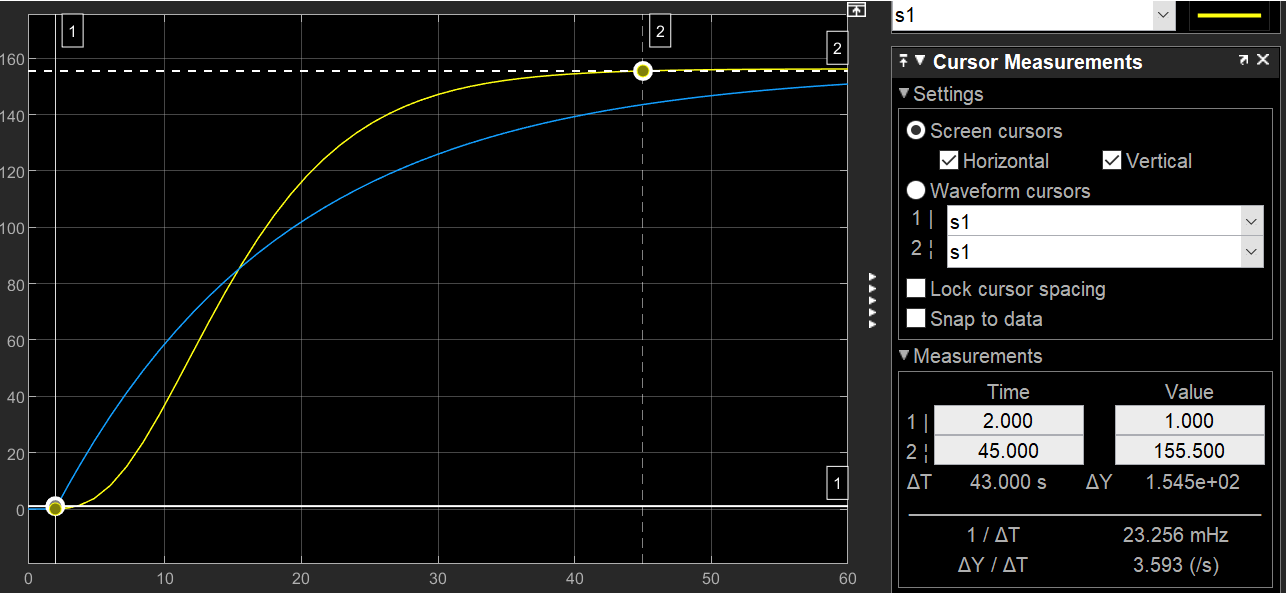 s1
1
2
2
160
140
120
100
80
60
40
20
0
1
0 10 20 30 40 50 60
Cursor Measurements
Settings
Screen cursors
Horizontal Vertical
Waveform cursors
1 | s1
2 ¦ s1
Lock cursor spacing
Snap to data
Measurements
Time Value
1 | 2.000 1.000
2 ¦ 45.000 155.500
ΔT 43.000 s ΔY 1.545e+02
1 / ΔT 23.256 mHz
ΔY / ΔT 3.593 (/s)